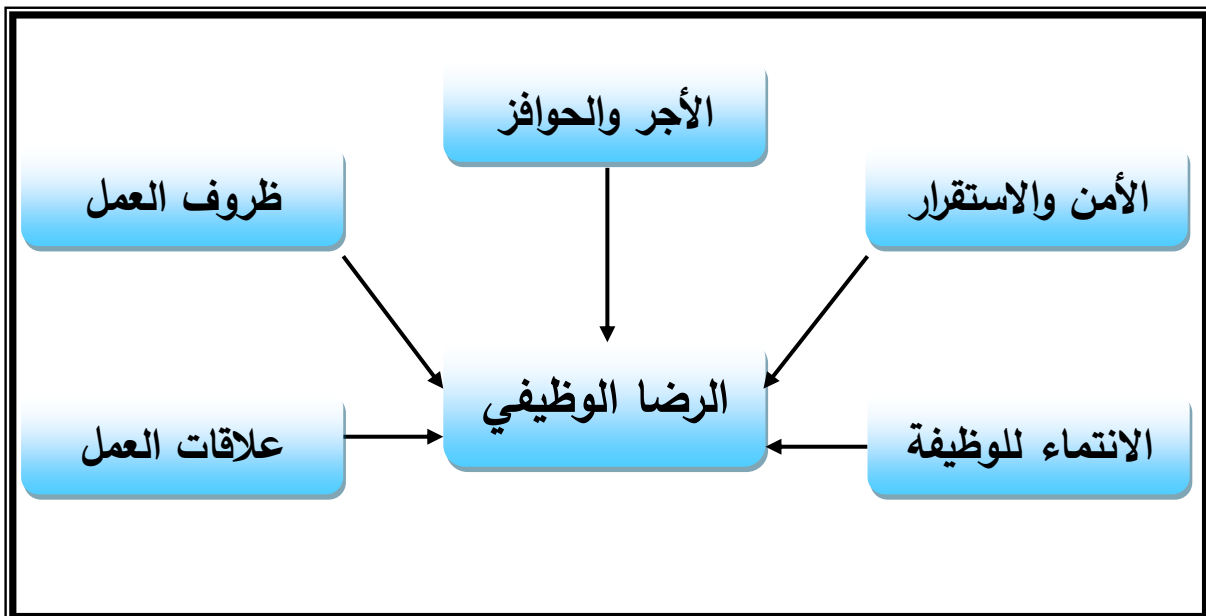 الأجر والحوافز
الأمن والاستقرار
ظروف العمل
الرضا الوظيفي
الانتماء للوظيفة
علاقات العمل